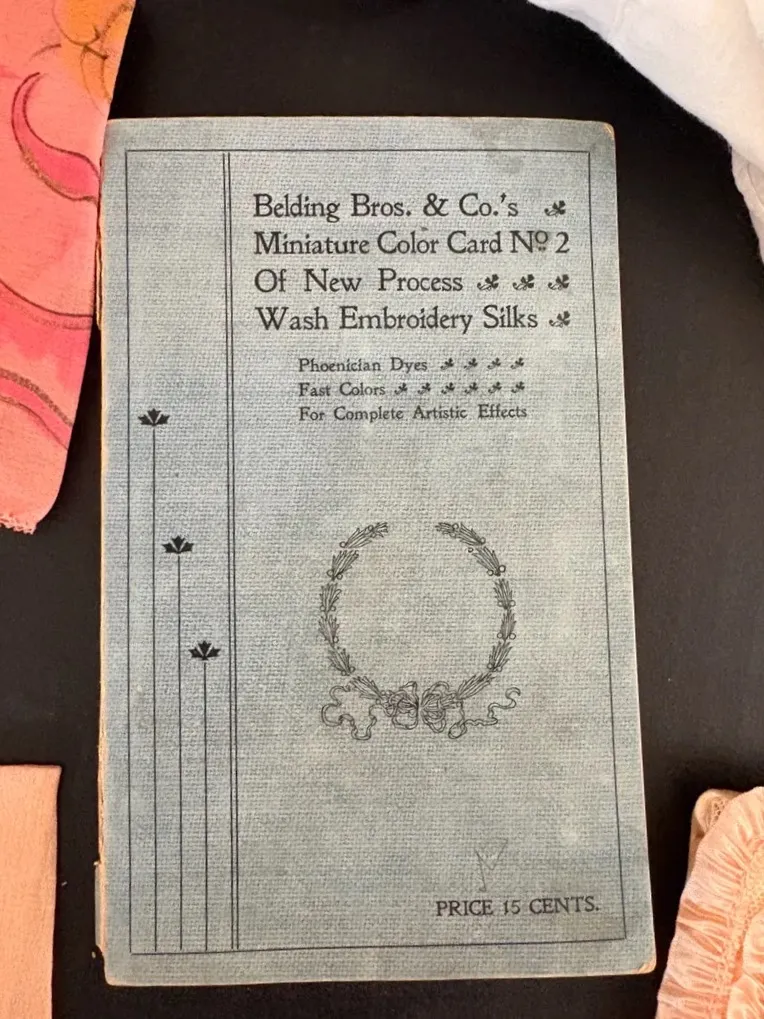 Belding Bros. & Co.'s
Miniature Color Card No 2
Of New Process
Wash Embroidery Silks
Phoenician Dyes
Fast Colors
For Complete Artistic Effects
PRICE 15 CENTS.